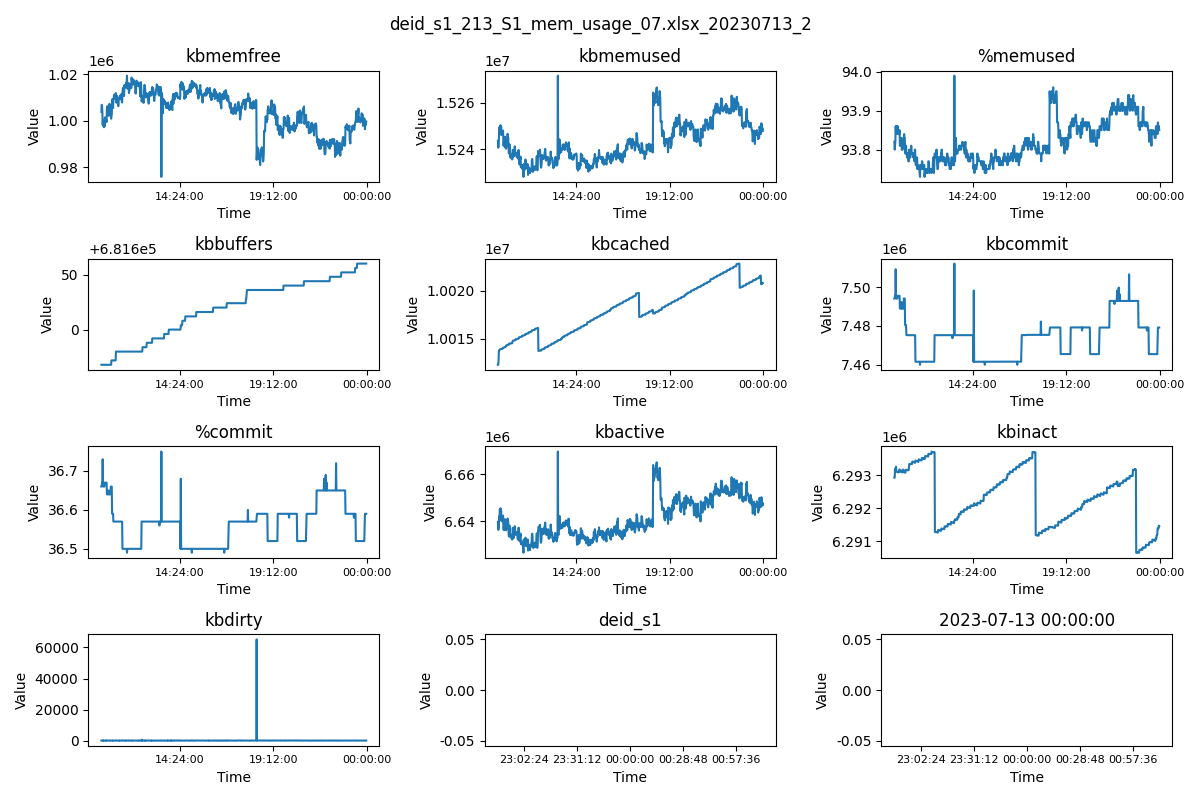 deid_s1_213_S1_mem_usage_07.xlsx_20230713_2
kbmemfree
1e6
1.02
1.00
0.98
Value
14:24:00 19:12:00 00:00:00
Time
kbmemused
1e7
1.526
1.524
Value
14:24:00 19:12:00 00:00:00
Time
%memused
94.0
93.9
93.8
Value
14:24:00 19:12:00 00:00:00
Time
kbbuffers
+6.816e5
50
0
Value
14:24:00 19:12:00 00:00:00
Time
kbcached
1e7
1.0020
1.0015
Value
14:24:00 19:12:00 00:00:00
Time
kbcommit
1e6
7.50
7.48
7.46
Value
14:24:00 19:12:00 00:00:00
Time
%commit
36.7
36.6
36.5
Value
14:24:00 19:12:00 00:00:00
Time
kbactive
1e6
6.66
6.64
Value
14:24:00 19:12:00 00:00:00
Time
kbinact
1e6
6.293
6.292
6.291
Value
14:24:00 19:12:00 00:00:00
Time
kbdirty
60000
40000
20000
0
Value
14:24:00 19:12:00 00:00:00
Time
deid_s1
0.05
0.00
-0.05
Value
23:02:24 23:31:12 00:00:00 00:28:48 00:57:36
Time
2023-07-13 00:00:00
0.05
0.00
-0.05
Value
23:02:24 23:31:12 00:00:00 00:28:48 00:57:36
Time